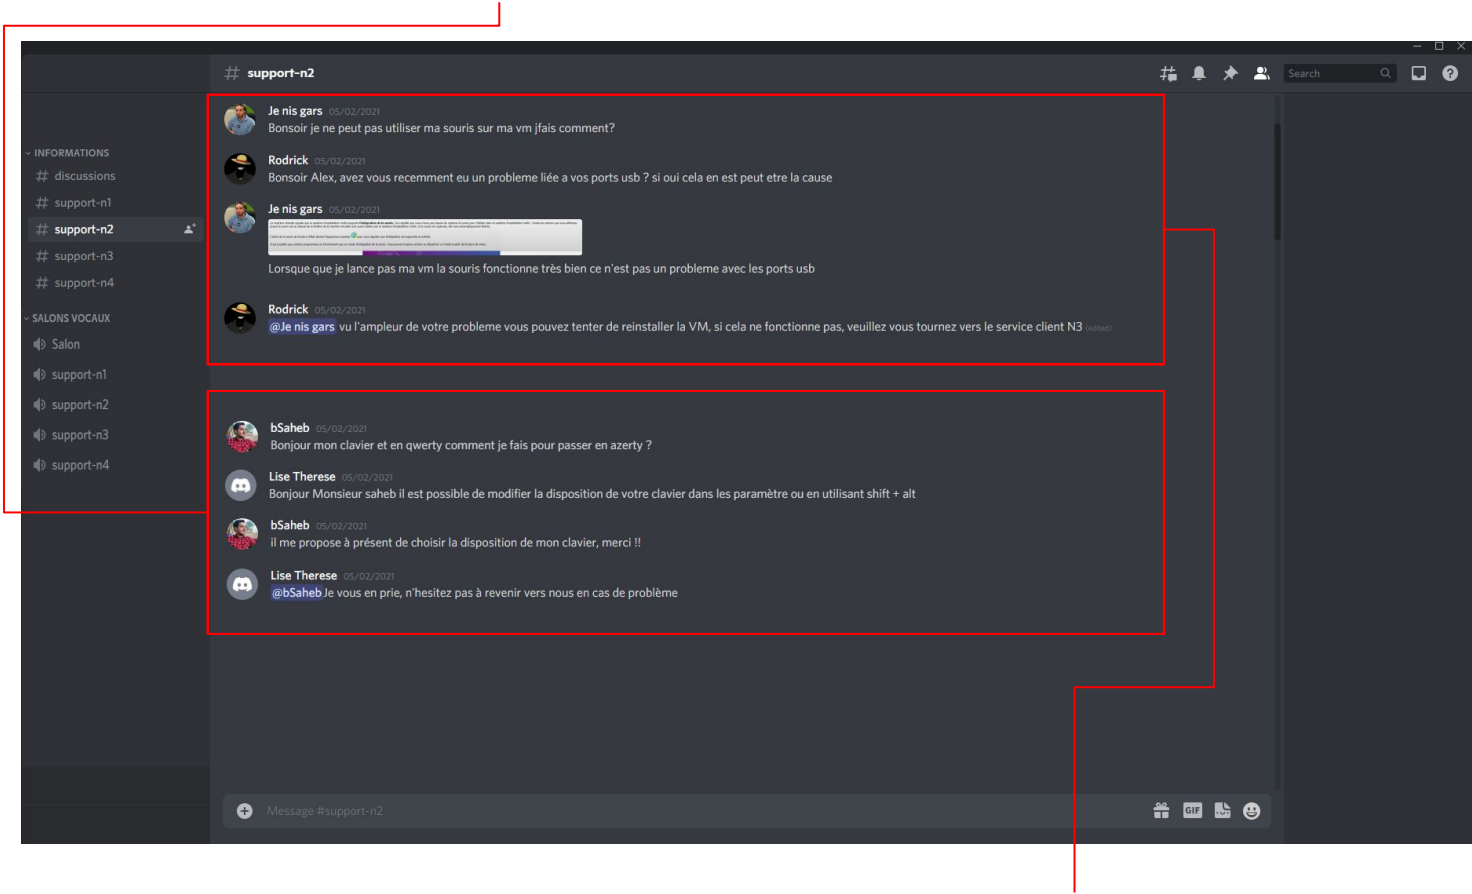 support-n2
Search
INFORMATIONS
discussions
support-n1
support-n2
support-n3
support-n4
SALONS VOCAUX
Salon
support-n1
support-n2
support-n3
support-n4
Je nis gars 05/02/2021
Bonsoir je ne peut pas utiliser ma souris sur ma vm jfais comment?
Rodrick 05/02/2021
Bonsoir Alex, avez vous recemment eu un probleme liée a vos ports usb ? si oui cela en est peut etre la cause
Je nis gars 05/02/2021
Lorsque que je lance pas ma vm la souris fonctionne très bien ce n'est pas un probleme avec les ports usb
Rodrick 05/02/2021
@Je nis gars vu l'ampleur de votre probleme vous pouvez tenter de reinstaller la VM, si cela ne fonctionne pas, veuillez vous tournez vers le service client N3 (edited)
bSaheb 05/02/2021
Bonjour mon clavier et en qwerty comment je fais pour passer en azerty ?
Lise Therese 05/02/2021
Bonjour Monsieur saheb il est possible de modifier la disposition de votre clavier dans les paramètre ou en utilisant shift + alt
bSaheb 05/02/2021
il me propose à présent de choisir la disposition de mon clavier, merci !!
Lise Therese 05/02/2021
@bSaheb Je vous en prie, n'hesitez pas à revenir vers nous en cas de problème
Message #support-n2
GIF